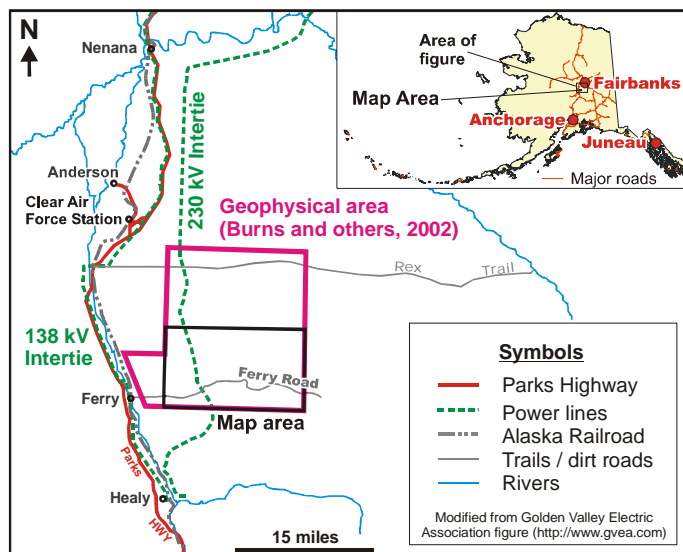 N
Nenana
Anderson
Clear Air
Force Station
230 kV Intertie
Geophysical area
(Burns and others, 2002)
Rex Trail
138 kV
Intertie
Ferry Road
Ferry
Map area
Parks
HWY
Healy
15 miles
Area of
figure
Map Area
Fairbanks
Anchorage
Juneau
Major roads
Symbols
Parks Highway
Power lines
Alaska Railroad
Trails / dirt roads
Rivers
Modified from Golden Valley Electric
Association figure (http://www.gvea.com)